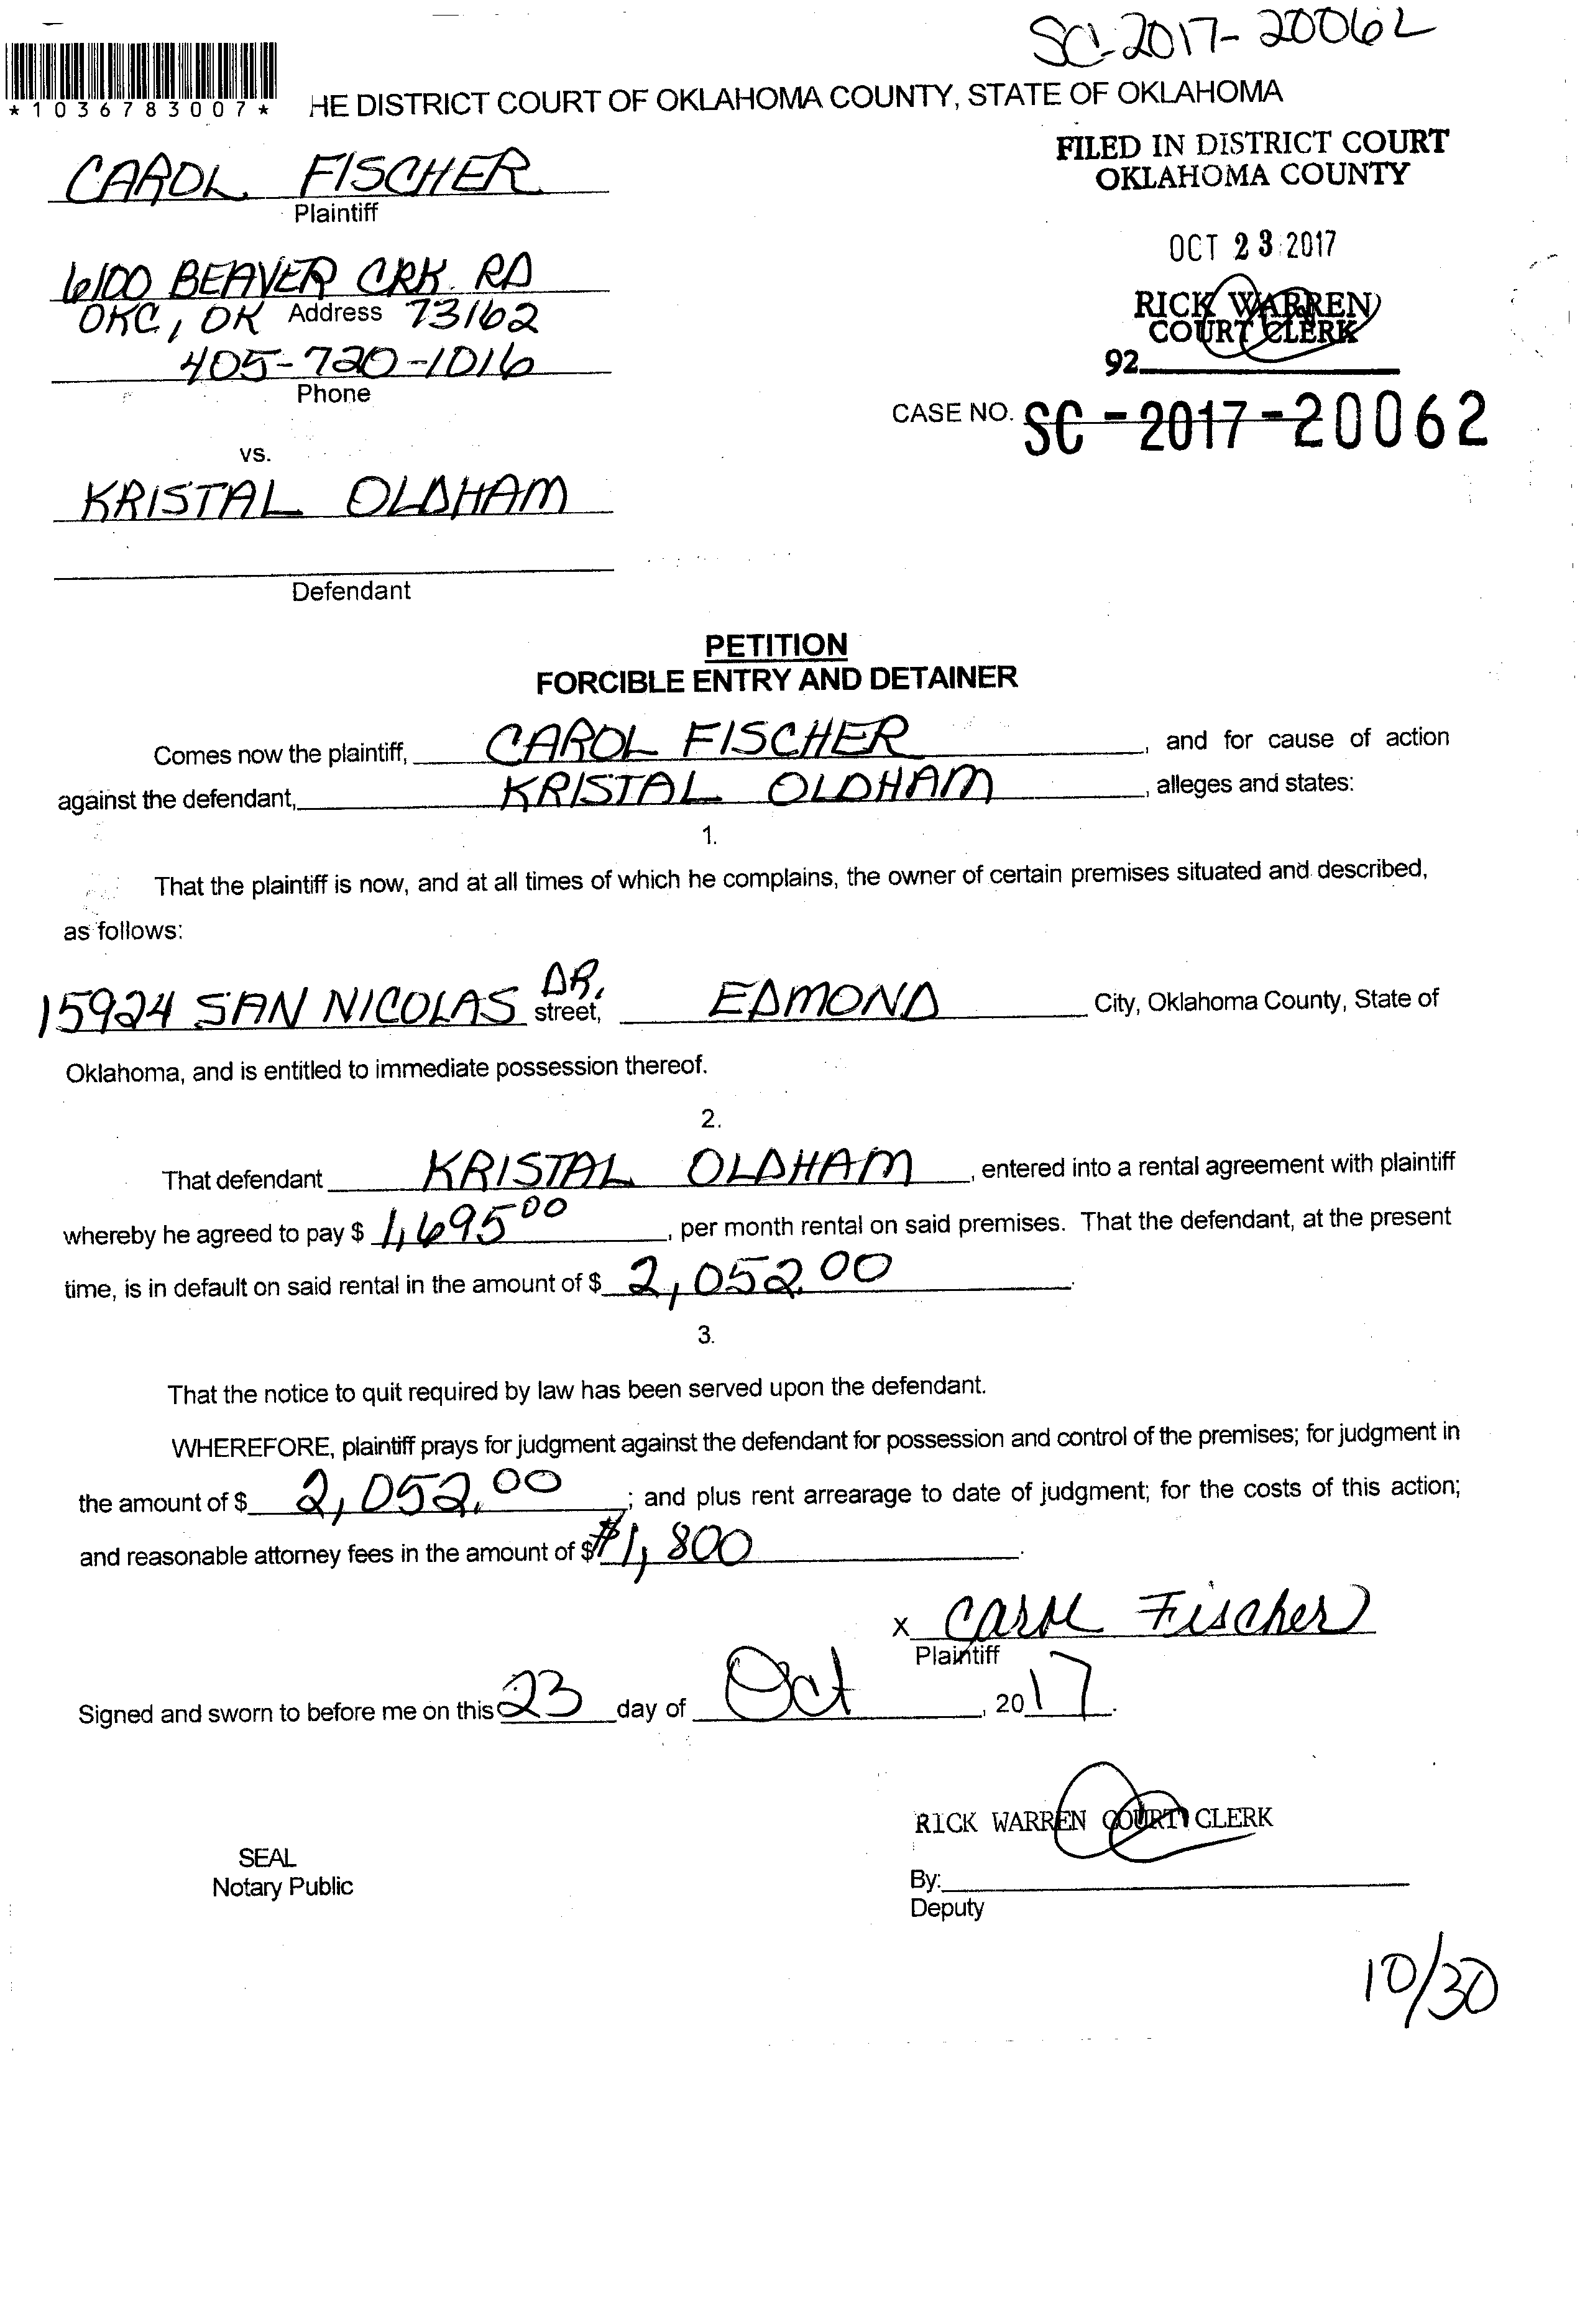 SC-2017-20062
*1036783007*
HE DISTRICT COURT OF OKLAHOMA COUNTY, STATE OF OKLAHOMA
FILED IN DISTRICT COURT
OKLAHOMA COUNTY
CAROL FISCHER
Plaintiff
OCT 23 2017
6100 BEAVER CRK. RD
OKC, OK Address 73162
RICK WARREN
COURT CLERK
405-720-1016
92
Phone
CASE NO. SC-2017-20062
vs.
KRISTAL OLDHAM
Defendant
PETITION
FORCIBLE ENTRY AND DETAINER
Comes now the plaintiff, CAROL FISCHER, and for cause of action
against the defendant, KRISTAL OLDHAM, alleges and states:
1.
That the plaintiff is now, and at all times of which he complains, the owner of certain premises situated and described,
as follows:
15924 SAN NICOLAS DR. street, EDMOND City, Oklahoma County, State of
Oklahoma, and is entitled to immediate possession thereof.
2.
That defendant KRISTAL OLDHAM, entered into a rental agreement with plaintiff
whereby he agreed to pay $ 1,695 00, per month rental on said premises. That the defendant, at the present
time, is in default on said rental in the amount of $ 2,052.00.
3.
That the notice to quit required by law has been served upon the defendant.
WHEREFORE, plaintiff prays for judgment against the defendant for possession and control of the premises; for judgment in
the amount of $ 2,052.00; and plus rent arrearage to date of judgment; for the costs of this action;
and reasonable attorney fees in the amount of $ $1,800.
x Carol Fischer
Plaintiff
Signed and sworn to before me on this 23 day of Oct, 2017.
RICK WARREN COURT CLERK
SEAL
Notary Public
By:
Deputy
10/30